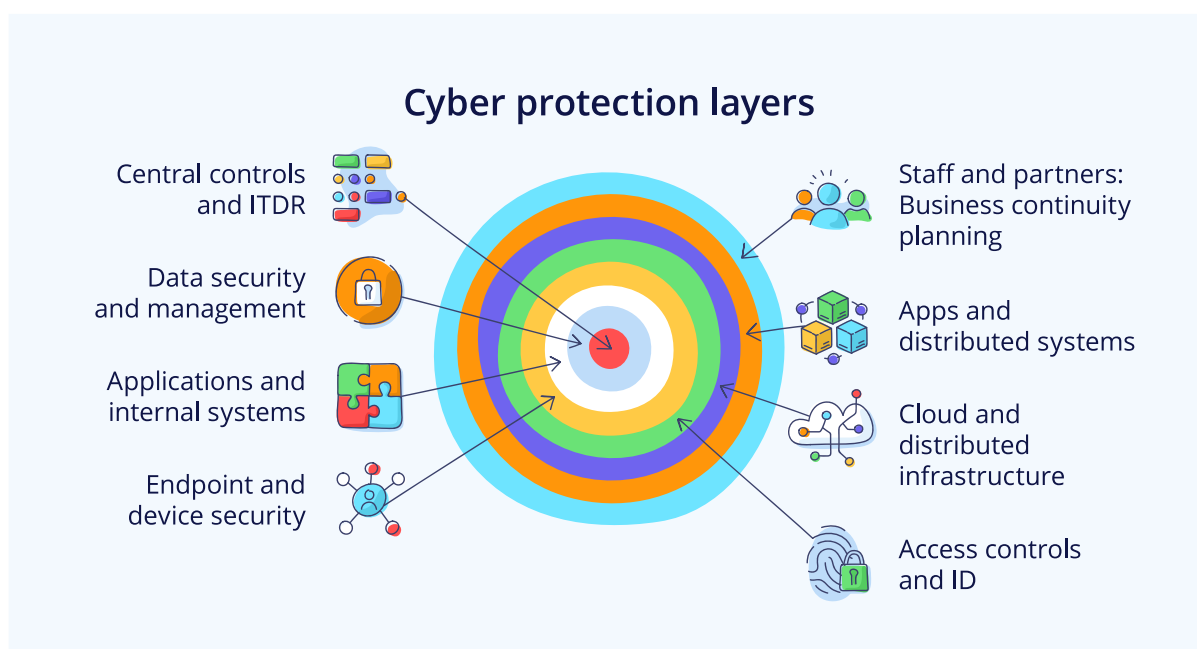 Cyber protection layers
Central controls
and ITDR
Data security
and management
Applications and
internal systems
Endpoint and
device security
Staff and partners:
Business continuity
planning
Apps and
distributed systems
Cloud and
distributed
infrastructure
Access controls
and ID